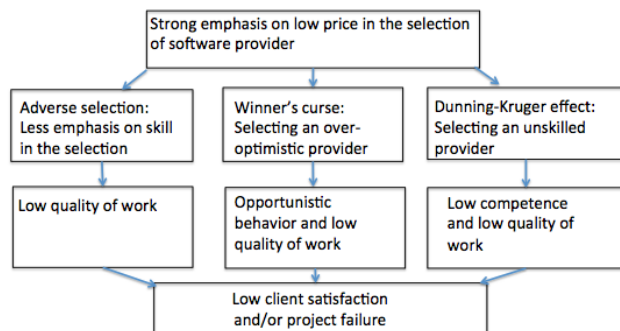 Strong emphasis on low price in the selection
of software provider
Adverse selection:
Less emphasis on skill
in the selection
Winner's curse:
Selecting an over-
optimistic provider
Dunning-Kruger effect:
Selecting an unskilled
provider
Low quality of work
Opportunistic
behavior and low
quality of work
Low competence
and low quality of
work
Low client satisfaction
and/or project failure